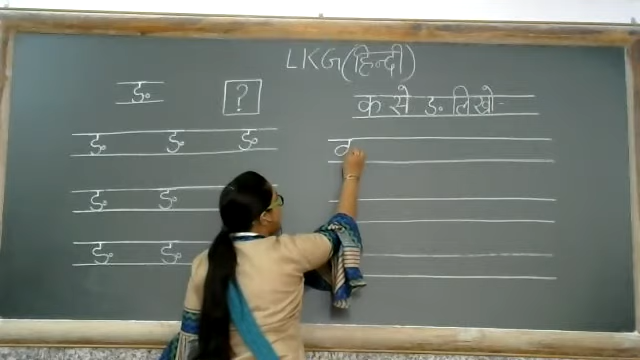 LKG(हिन्दी)
ङ ?
क से ङ लिखो-
ङ ङ ङ
ङ ङ
ङ ङ